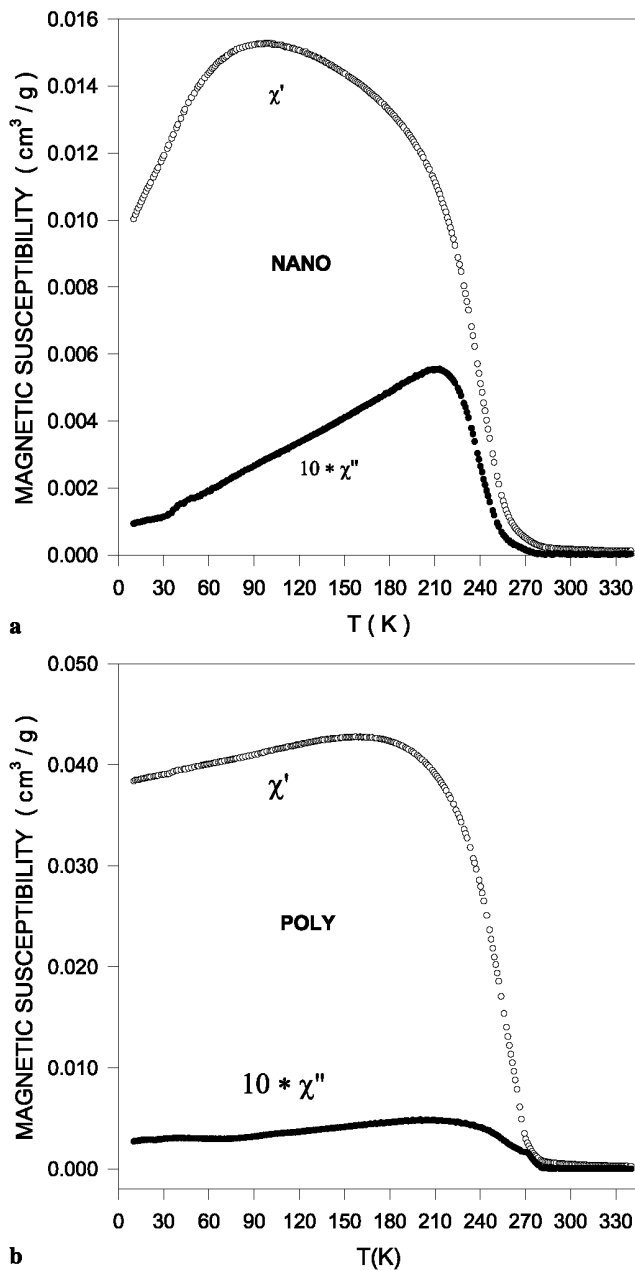 MAGNETIC SUSCEPTIBILITY ( cm³ / g )
0.016
0.014
0.012
0.010
0.008
0.006
0.004
0.002
0.000
χ'
NANO
10 * χ"
0 30 60 90 120 150 180 210 240 270 300 330
T ( K )
a
MAGNETIC SUSCEPTIBILITY ( cm³ / g )
0.050
0.040
0.030
0.020
0.010
0.000
χ'
POLY
10 * χ"
0 30 60 90 120 150 180 210 240 270 300 330
T(K)
b